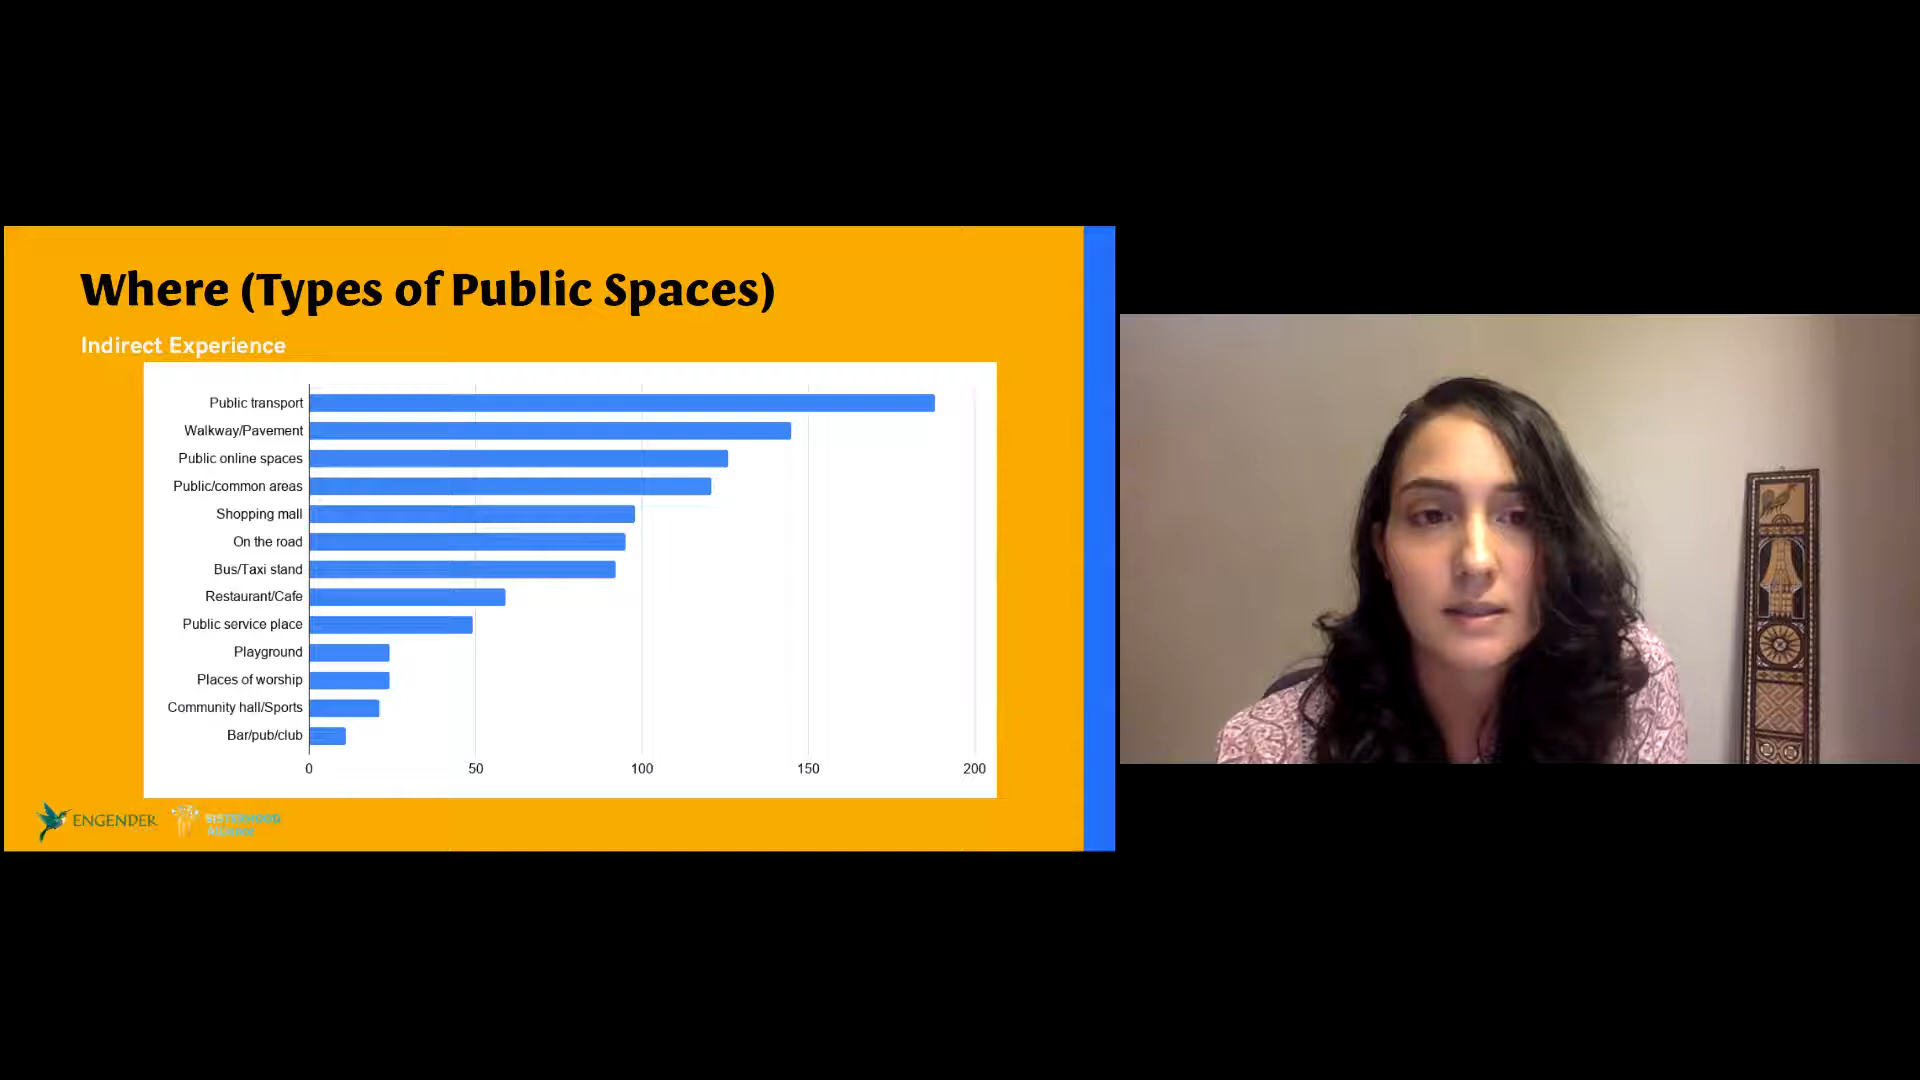 Where (Types of Public Spaces)
Indirect Experience
Public transport
Walkway/Pavement
Public online spaces
Public/common areas
Shopping mall
On the road
Bus/Taxi stand
Restaurant/Cafe
Public service place
Playground
Places of worship
Community hall/Sports
Bar/pub/club
0 50 100 150 200
ENGENDER
SISTERHOOD
Alliance